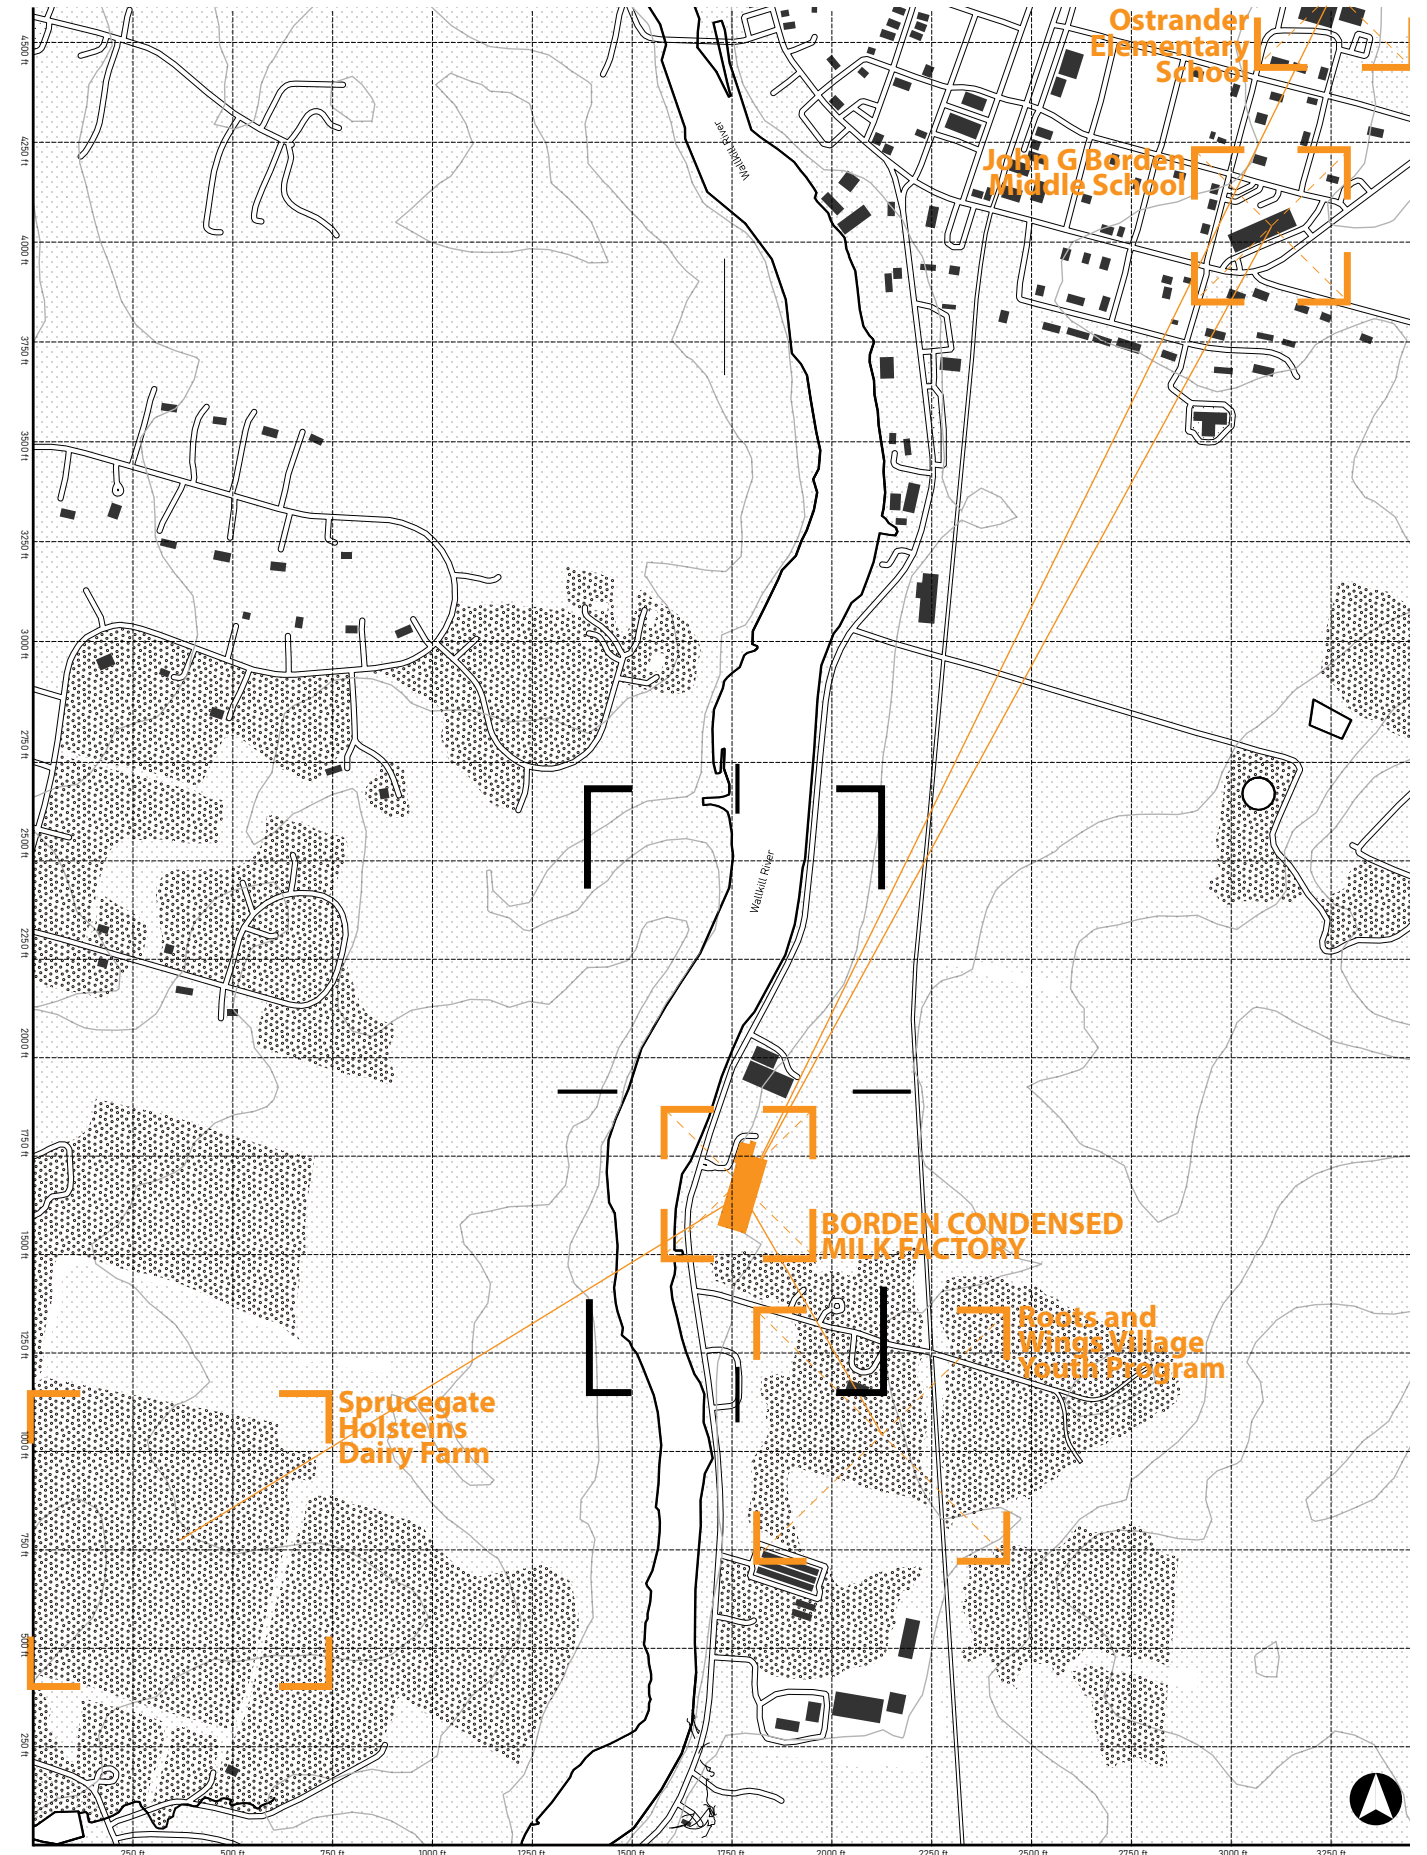 Ostrander
Elementary
School
John G Borden
Middle School
Wallkill River
Wallkill River
BORDEN CONDENSED
MILK FACTORY
Roots and
Wings Village
Youth Program
Sprucegate
Holsteins
Dairy Farm
4500 ft
4250 ft
4000 ft
3750 ft
3500 ft
3250 ft
3000 ft
2750 ft
2500 ft
2250 ft
2000 ft
1750 ft
1500 ft
1250 ft
1000 ft
750 ft
500 ft
250 ft
250 ft
500 ft
750 ft
1000 ft
1250 ft
1500 ft
1750 ft
2000 ft
2250 ft
2500 ft
2750 ft
3000 ft
3250 ft